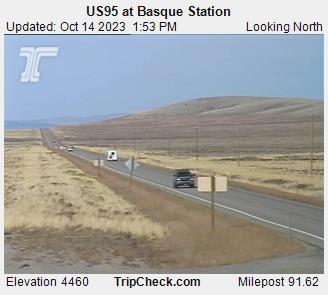 US95 at Basque Station
Updated: Oct 14 2023 1:53 PM
Looking North
Elevation 4460
TripCheck.com
Milepost 91.62